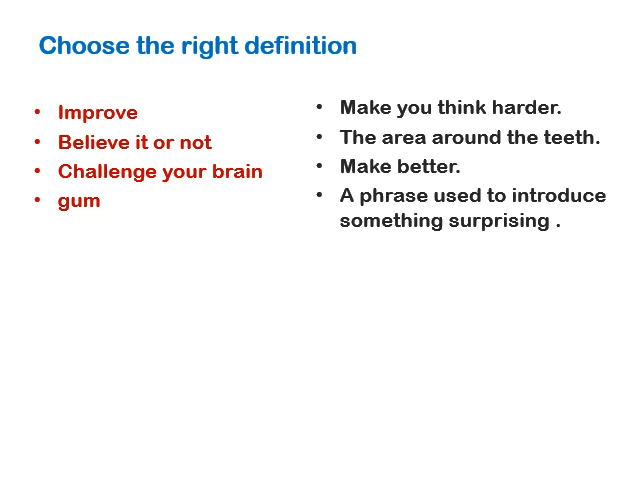 Choose the right definition
• Improve
• Believe it or not
• Challenge your brain
• gum
• Make you think harder.
• The area around the teeth.
• Make better.
• A phrase used to introduce
something surprising .